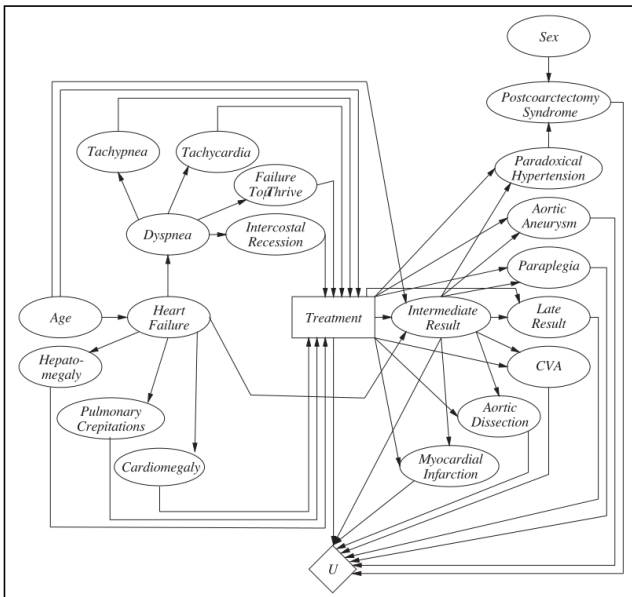 Sex
Postcoarctectomy
Syndrome
Tachypnea
Tachycardia
Paradoxical
Hypertension
Failure
To Thrive
Aortic
Aneurysm
Dyspnea
Intercostal
Recession
Paraplegia
Age
Heart
Failure
Treatment
Intermediate
Result
Late
Result
Hepato-
megaly
CVA
Pulmonary
Crepitations
Aortic
Dissection
Cardiomegaly
Myocardial
Infarction
U